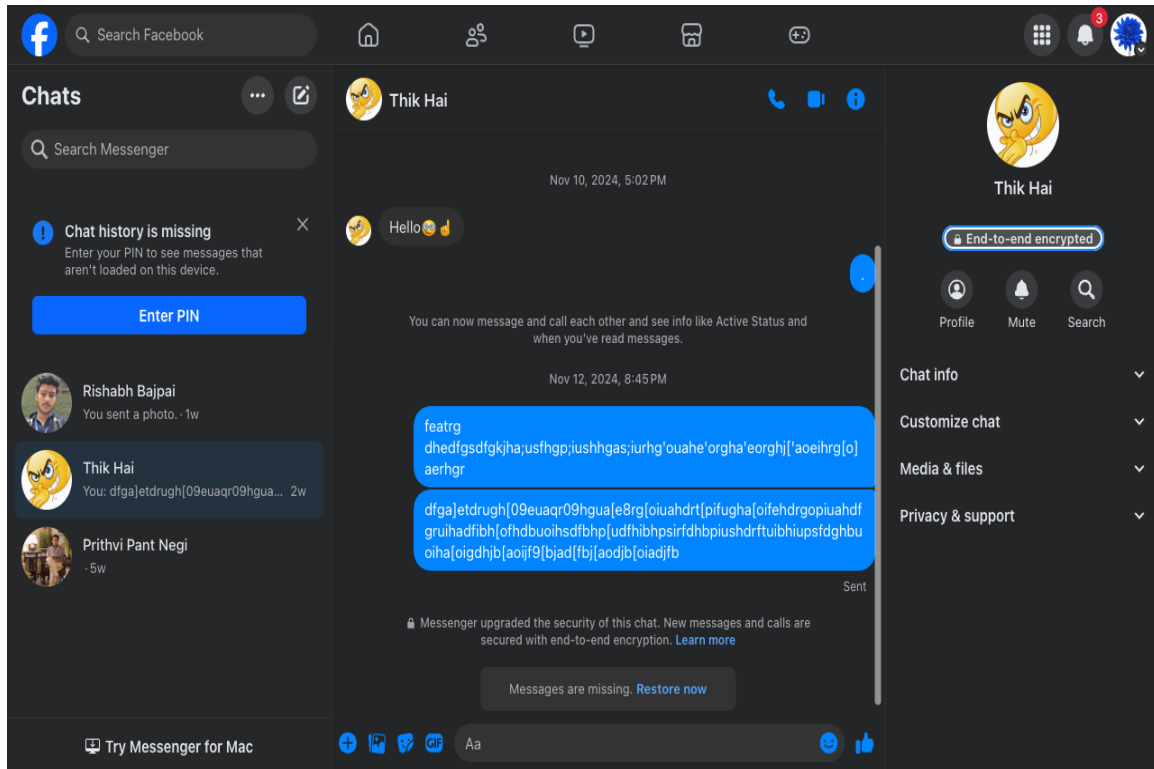 Search Facebook
3
Chats
Search Messenger
Chat history is missing
Enter your PIN to see messages that
aren't loaded on this device.
Enter PIN
Rishabh Bajpai
You sent a photo. · 1w
Thik Hai
You: dfga]etdrugh[09euaqr09hgua... 2w
Prithvi Pant Negi
· 5w
Try Messenger for Mac
Thik Hai
Nov 10, 2024, 5:02 PM
Hello🥺☝
.
You can now message and call each other and see info like Active Status and
when you've read messages.
Nov 12, 2024, 8:45 PM
featrg
dhedfgsdfgkjha;usfhgp;iushhgas;iurhg'ouahe'orgha'eorghj['aoeihrg[o]
aerhgr
dfga]etdrugh[09euaqr09hgua[e8rg[oiuahdrt[pifugha[oifehdrgopiuahdf
gruihadfibh[ofhdbuoihsdfbhp[udfhibhpsirfdhbpiushdrftuibhiupsfdghbu
oiha[oigdhjb[aoijf9[bjad[fbj[aodjb[oiadjfb
Sent
Messenger upgraded the security of this chat. New messages and calls are
secured with end-to-end encryption. Learn more
Messages are missing. Restore now
GIF
Aa
Thik Hai
End-to-end encrypted
Profile Mute Search
Chat info
Customize chat
Media & files
Privacy & support